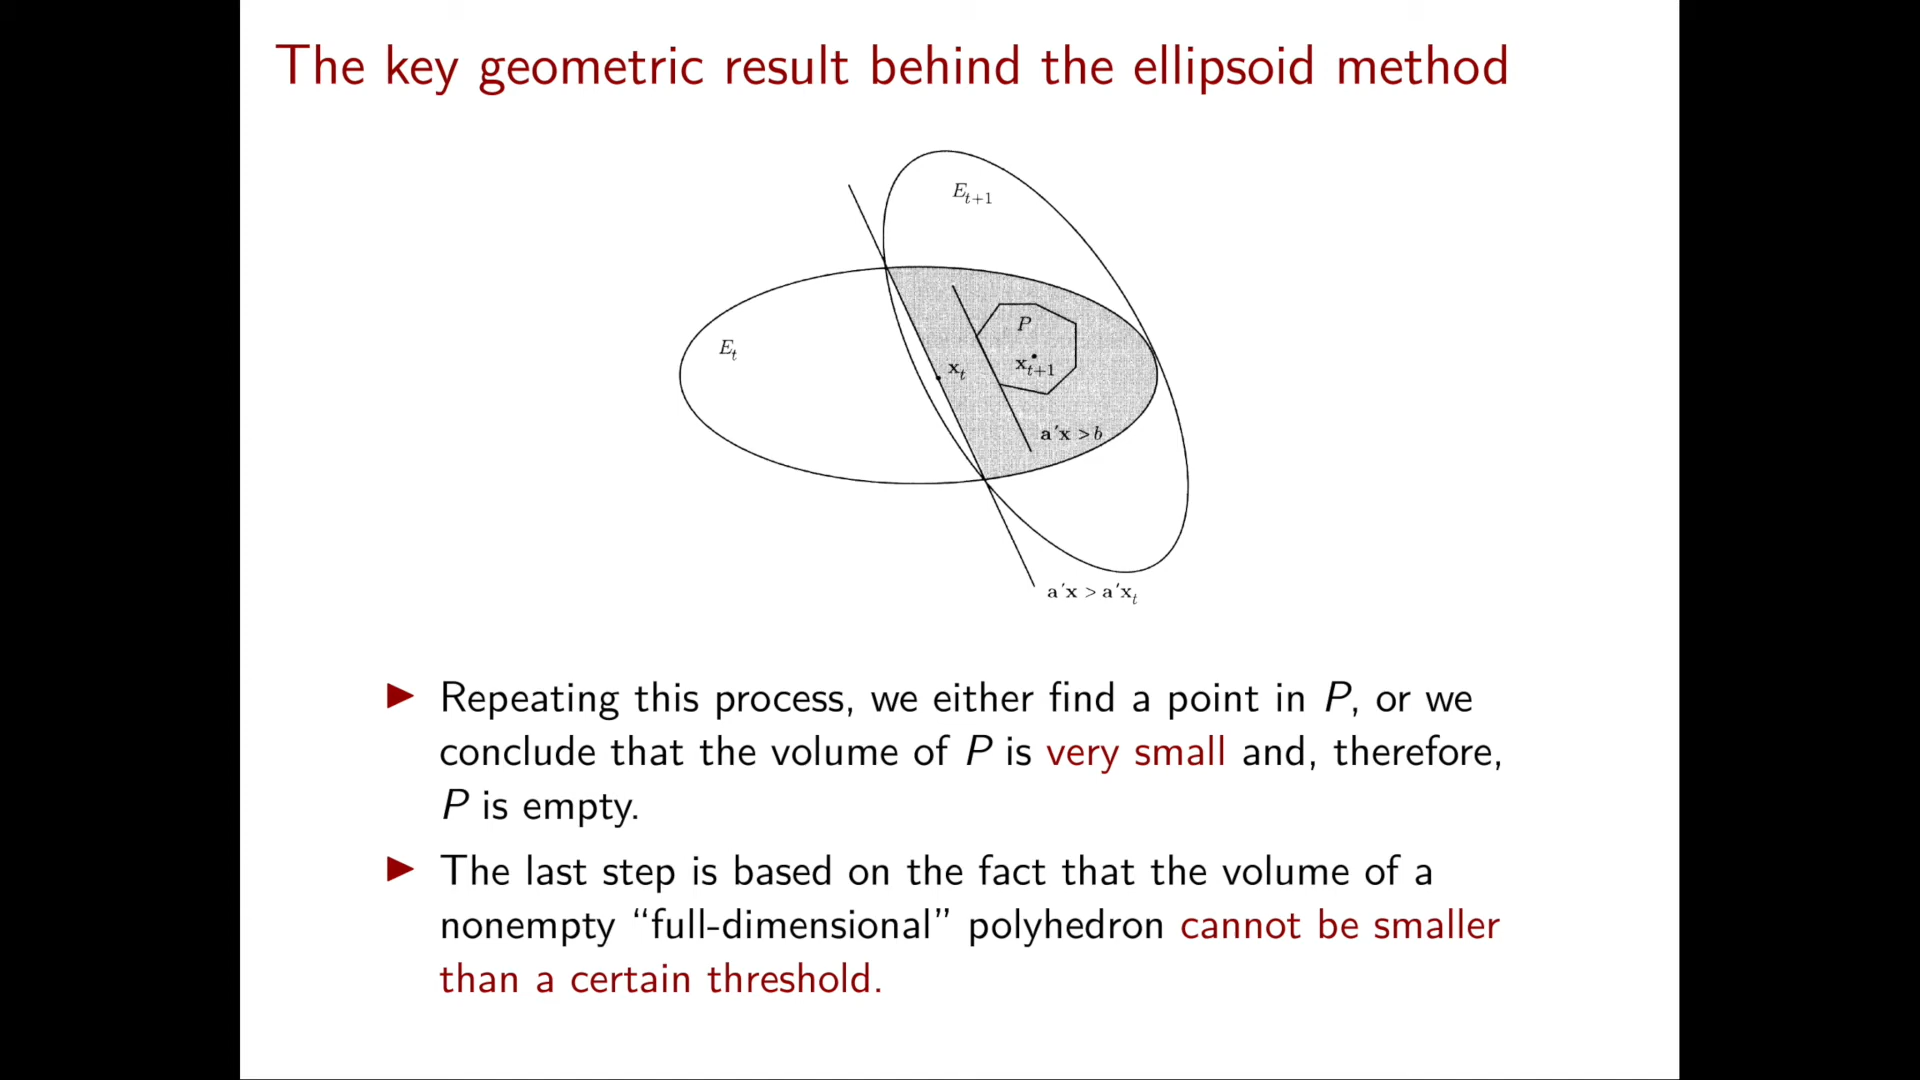 The key geometric result behind the ellipsoid method
E_{t+1}
E_t
P
x_t
x_{t+1}
a′x > b
a′x > a′x_t
▶ Repeating this process, we either find a point in P, or we
conclude that the volume of P is very small and, therefore,
P is empty.
▶ The last step is based on the fact that the volume of a
nonempty “full-dimensional” polyhedron cannot be smaller
than a certain threshold.